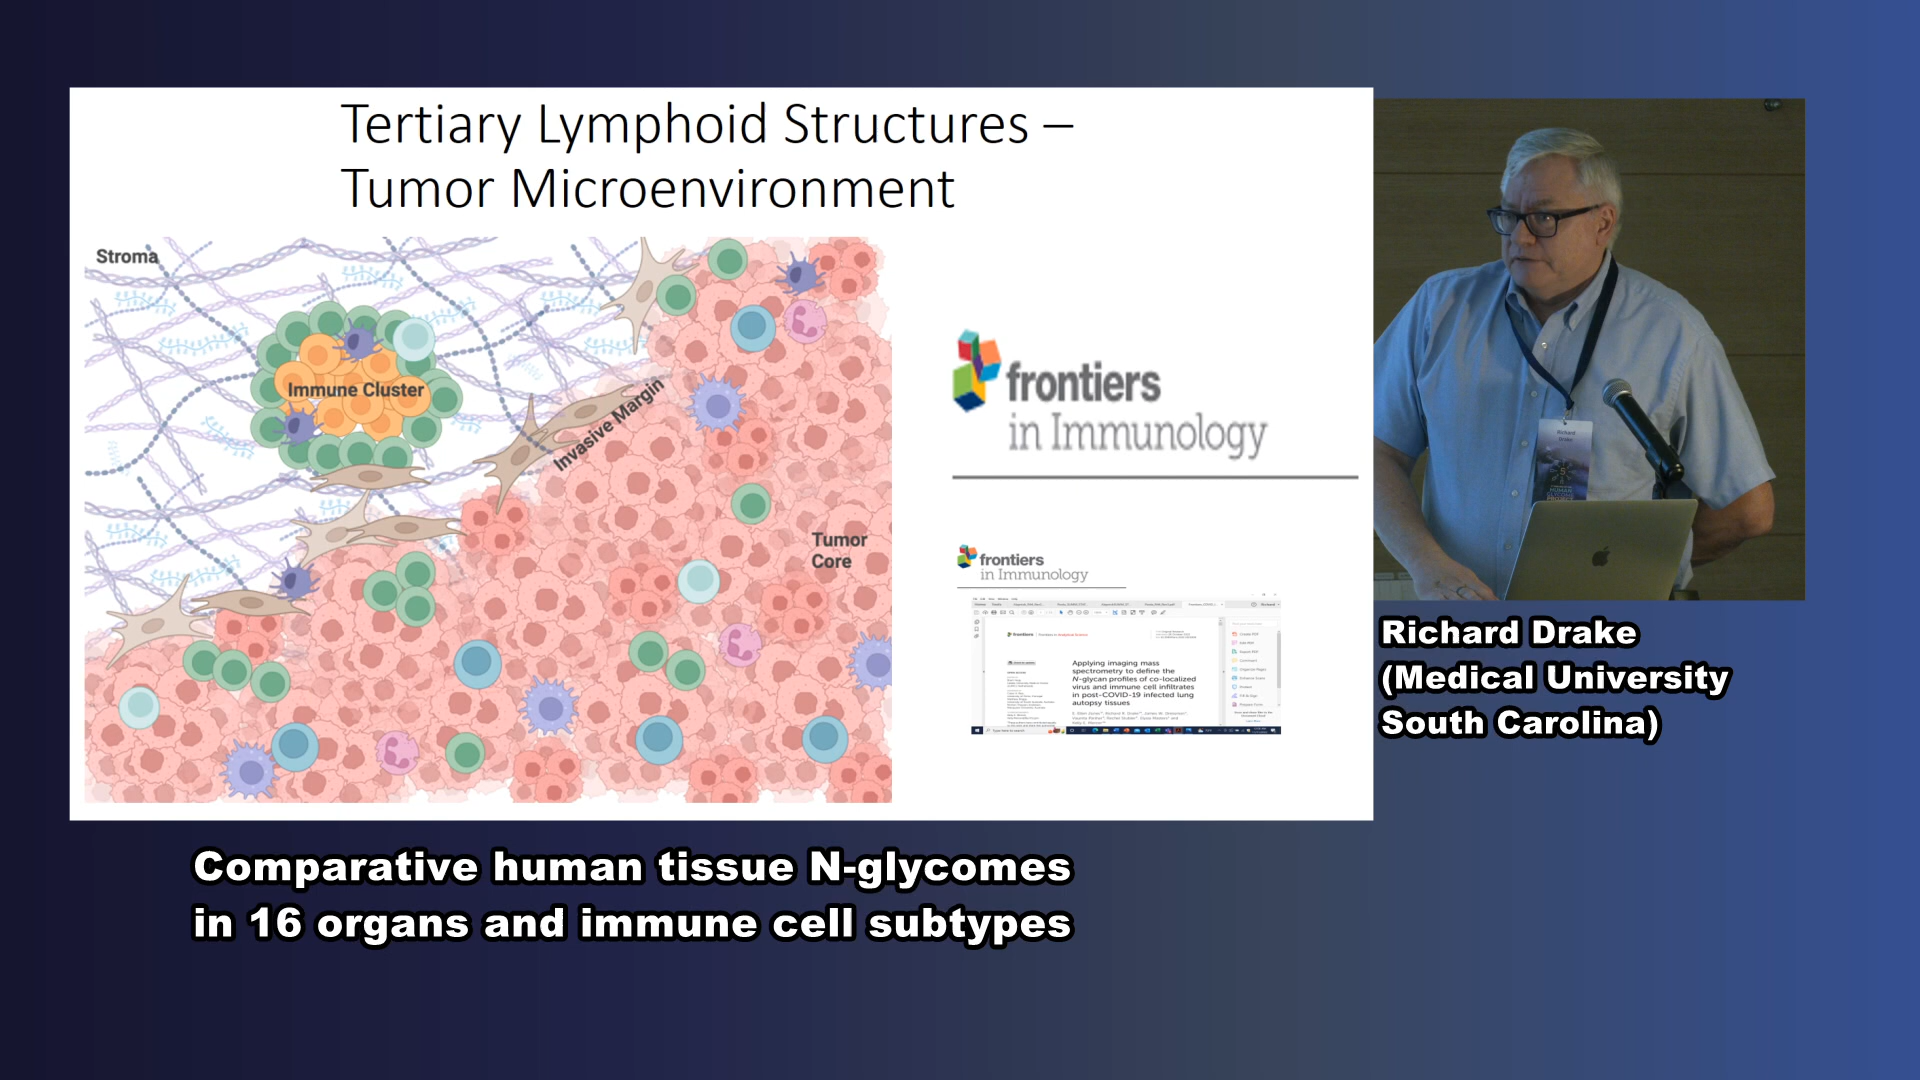 Tertiary Lymphoid Structures –
Tumor Microenvironment
Stroma
Immune Cluster
Invasive Margin
Tumor
Core
frontiers
in Immunology
frontiers
in Immunology
frontiers
Applying imaging mass
spectrometry to define the
N-glycan profiles of co-localized
virus and immune cell infiltrates
in post-COVID-19 infected lung
autopsy tissues
Richard
Drake
Richard Drake
(Medical University
South Carolina)
Comparative human tissue N-glycomes
in 16 organs and immune cell subtypes